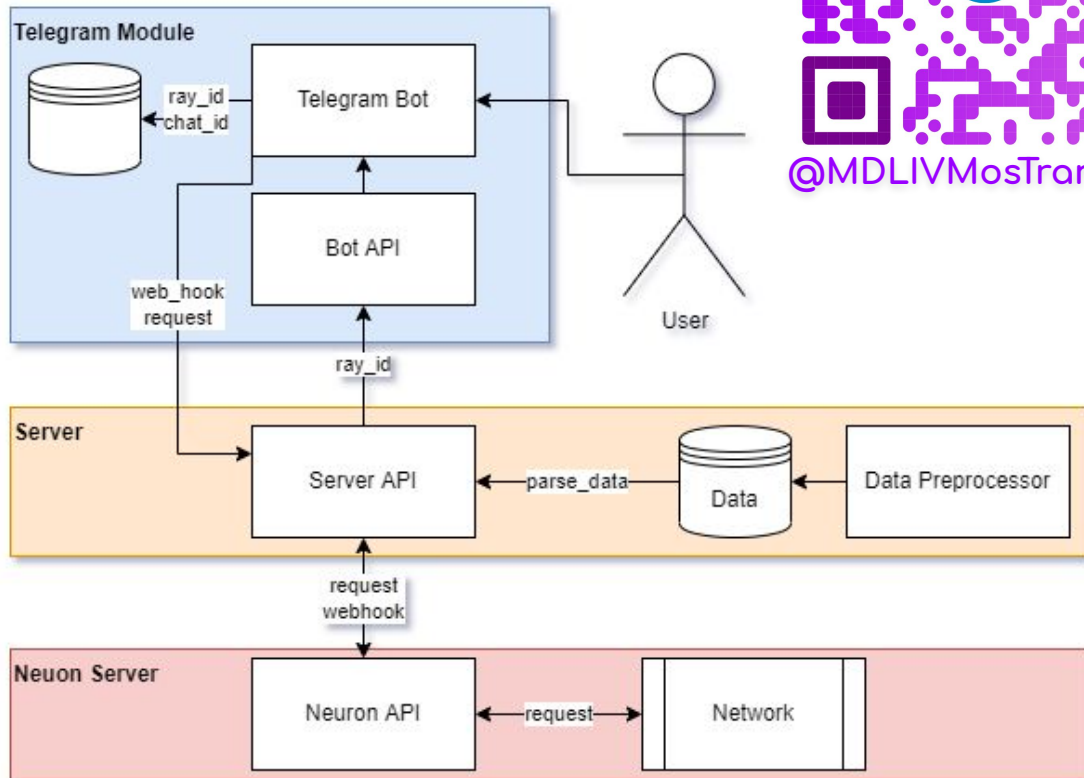 Telegram Module
ray_id
chat_id
Telegram Bot
@MDLIVMosTran
Bot API
web_hook
request
User
ray_id
Server
Server API
parse_data
Data
Data Preprocessor
request
webhook
Neuon Server
Neuron API
request
Network